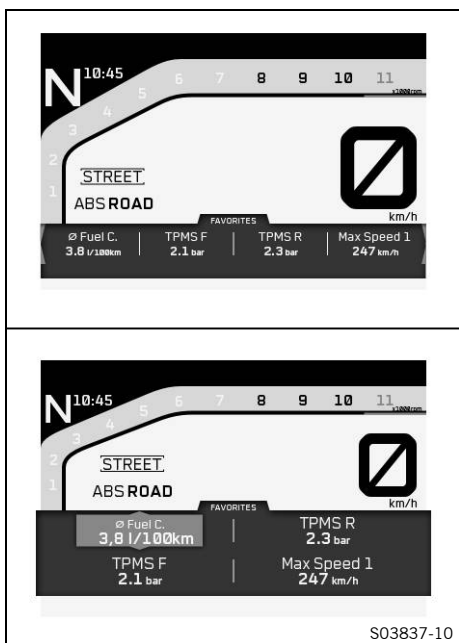 N 10:45
1 2 3 4 5 6 7 8 9 10 11
x1000rpm
STREET
ABS ROAD
0
km/h
FAVORITES
ø Fuel C. TPMS F TPMS R Max Speed 1
3.8 l/100km 2.1 bar 2.3 bar 247 km/h
N 10:45
1 2 3 4 5 6 7 8 9 10 11
x1000rpm
STREET
ABS ROAD
0
km/h
FAVORITES
ø Fuel C. TPMS R
3,8 l/100km 2.3 bar
TPMS F Max Speed 1
2.1 bar 247 km/h
S03837-10